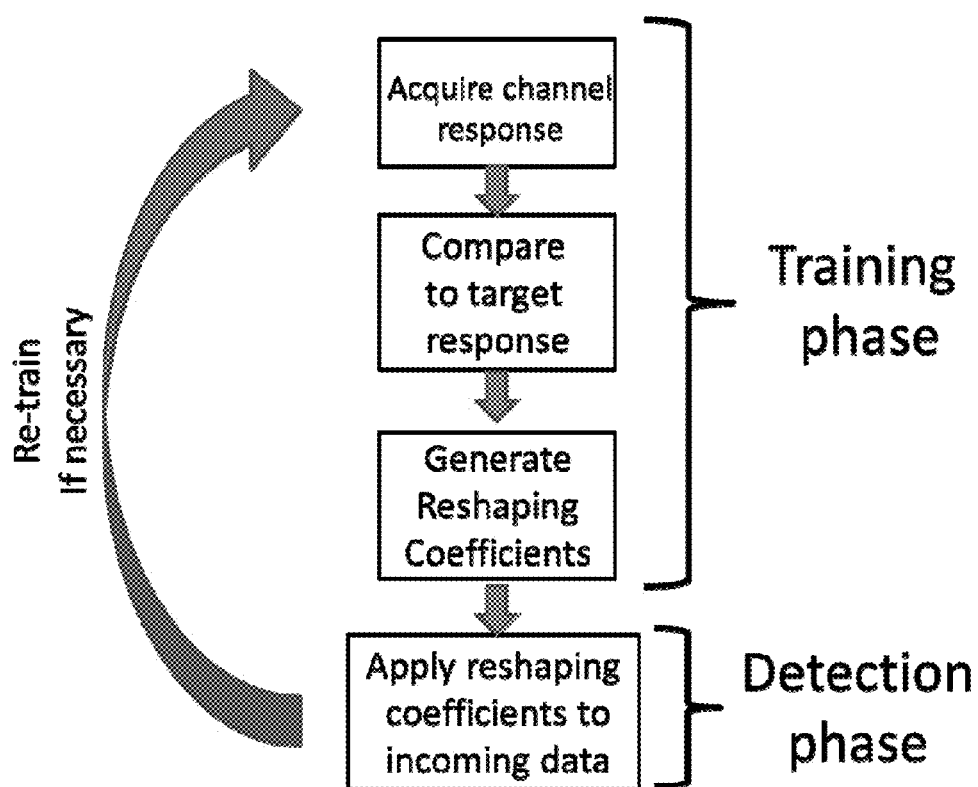 Acquire channel
response
Compare
to target
response
Generate
Reshaping
Coefficients
Apply reshaping
coefficients to
incoming data
Training
phase
Detection
phase
Re-train
If necessary